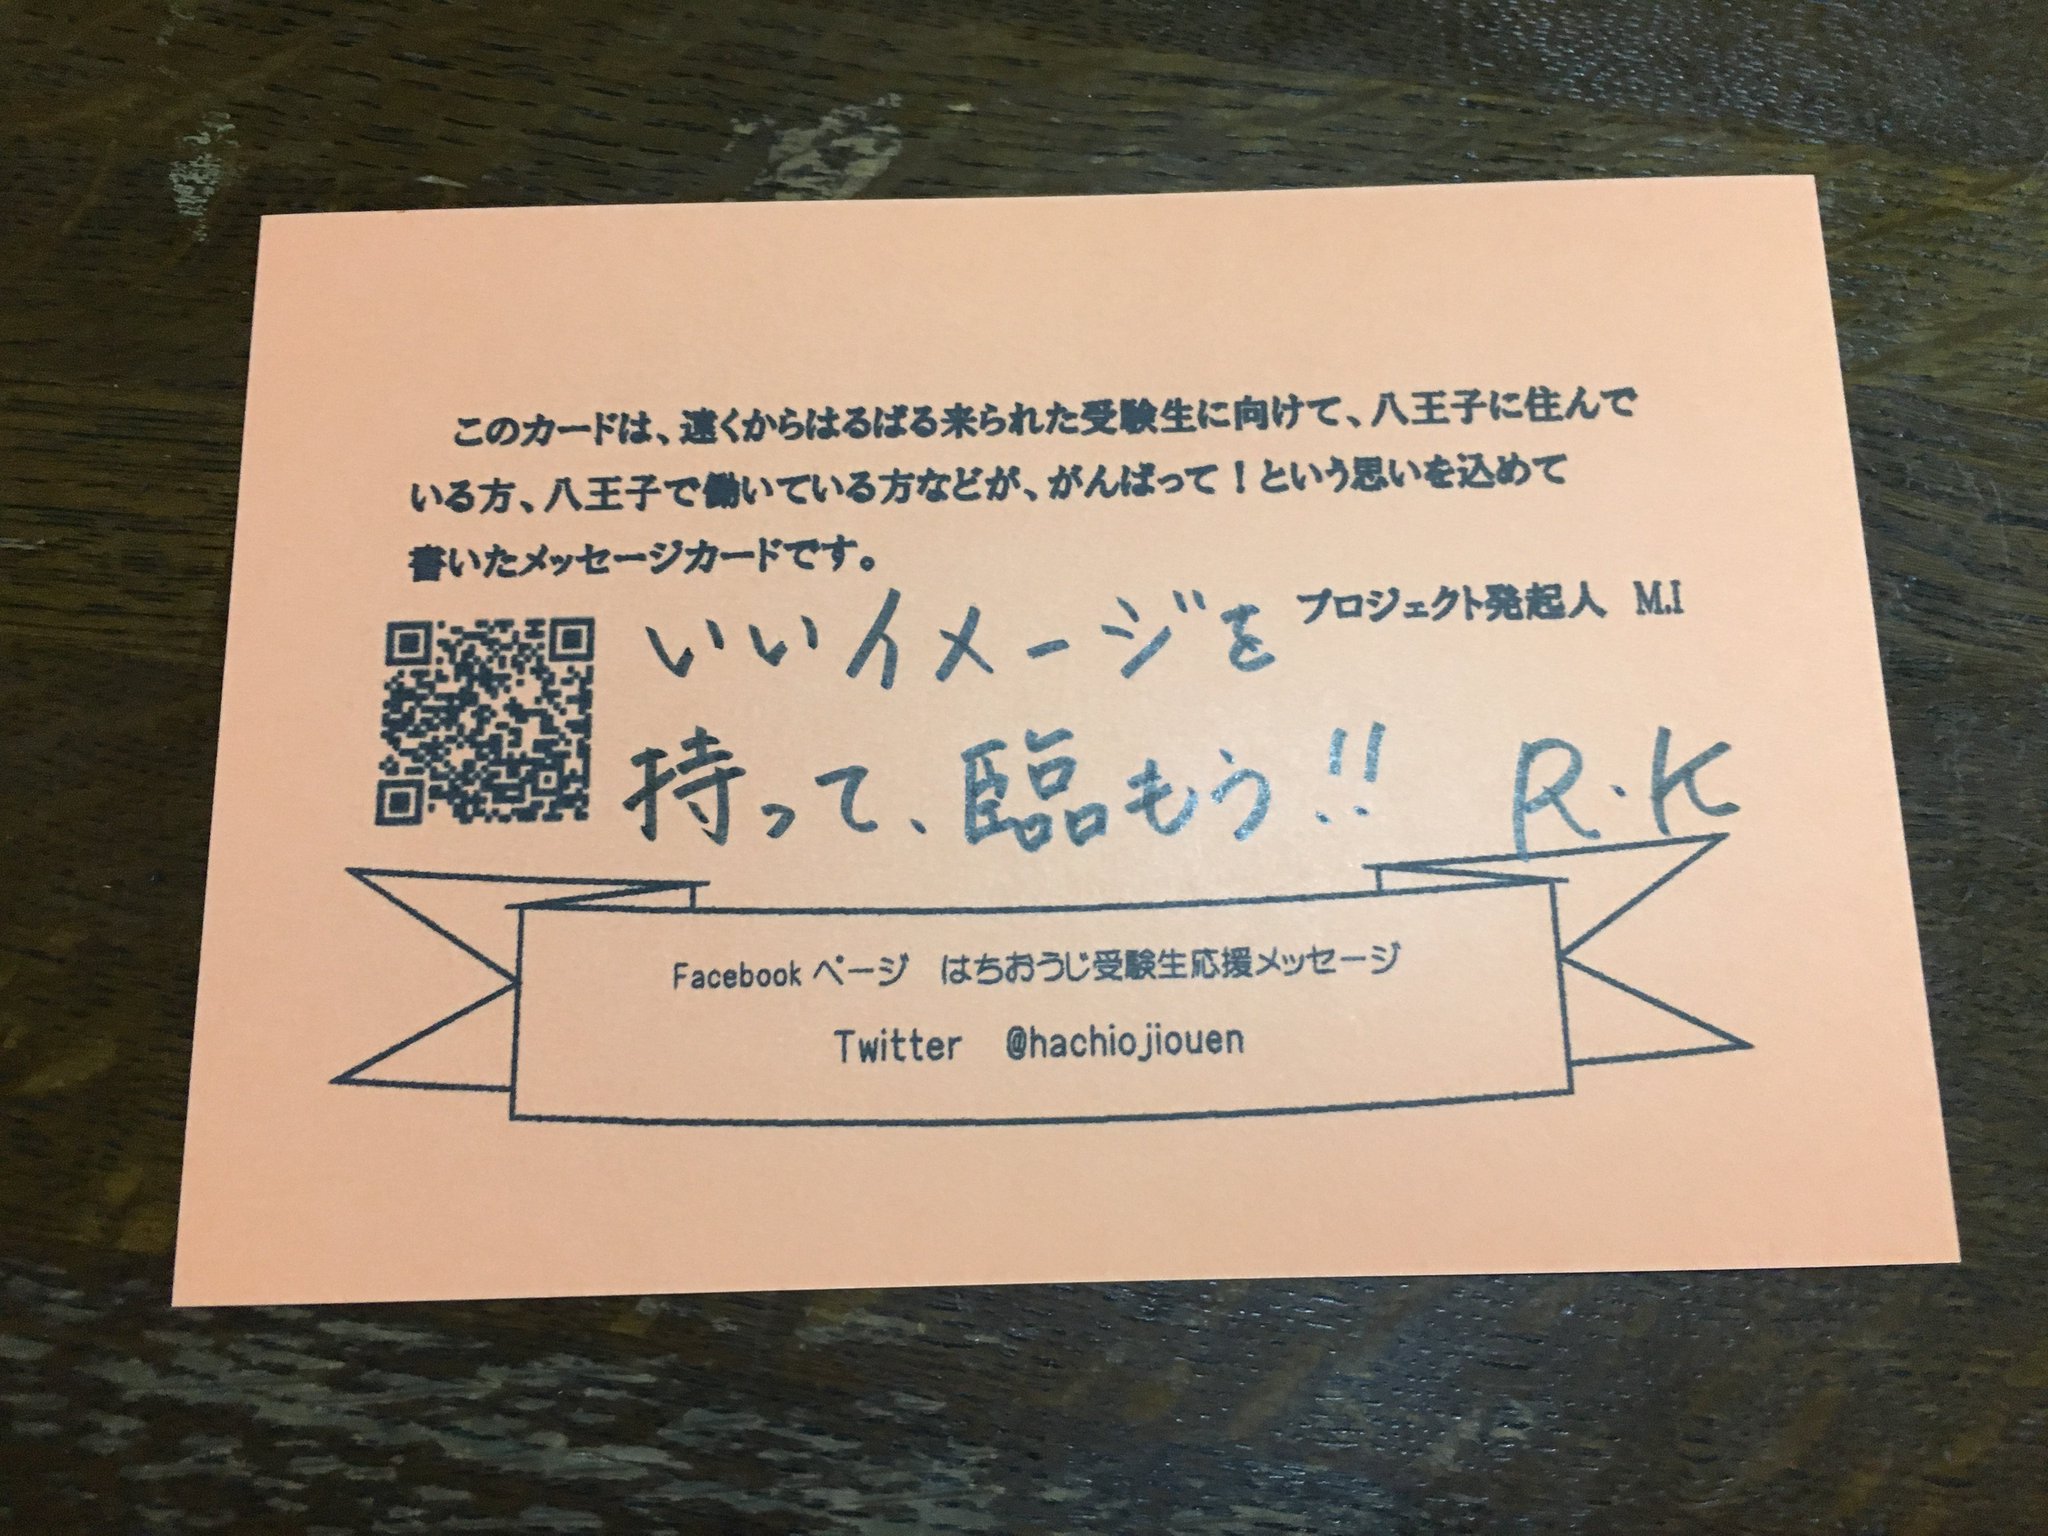 このカードは、遠くからはるばる来られた受験生に向けて、八王子に住んで
いる方、八王子で働いている方などが、がんばって！という思いを込めて
書いたメッセージカードです。
プロジェクト発起人　M.I
いいイメージを
持って、臨もう!!　R.K
Facebook ページ　はちおうじ受験生応援メッセージ
Twitter　@hachiojiouen